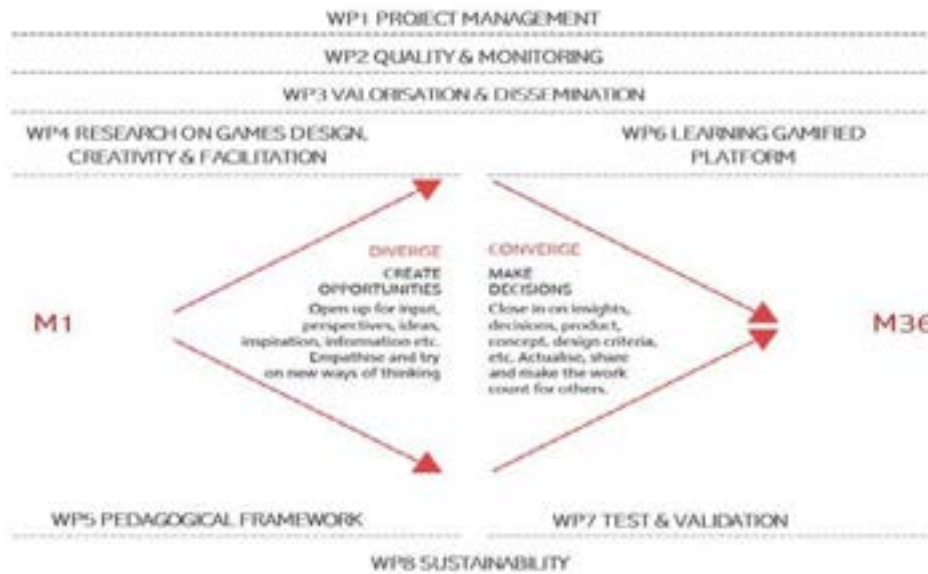 WP1 PROJECT MANAGEMENT
WP2 QUALITY & MONITORING
WP3 VALORISATION & DISSEMINATION
WP4 RESEARCH ON GAMES DESIGN,
CREATIVITY & FACILITATION
WP6 LEARNING GAMIFIED
PLATFORM
DIVERGE
CREATE
OPPORTUNITIES
Open up for input,
perspectives, ideas,
inspiration, information etc.
Empathise and try
on new ways of thinking
CONVERGE
MAKE
DECISIONS
Close in on insights,
decisions, product,
concept, design criteria,
etc. Actualise, share
and make the work
count for others.
M1
M36
WP5 PEDAGOGICAL FRAMEWORK
WP7 TEST & VALIDATION
WP8 SUSTAINABILITY